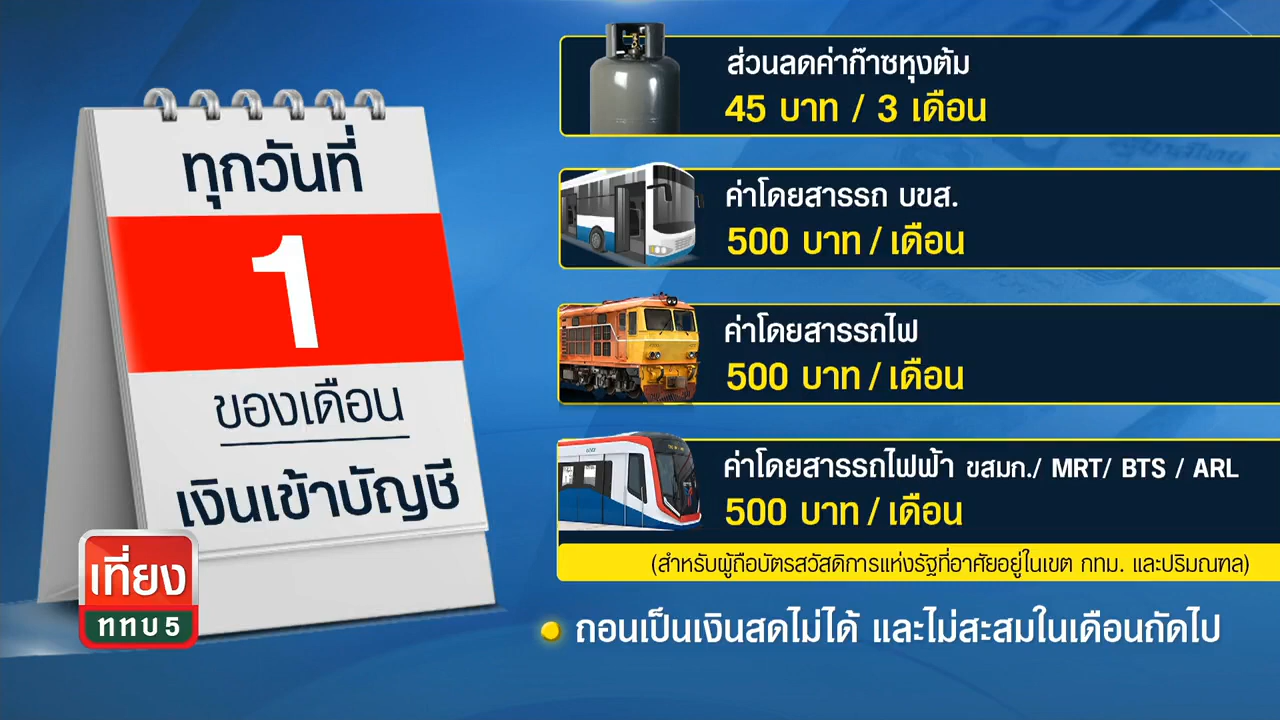 ทุกวันที่
1
ของเดือน
เงินเข้าบัญชี
เที่ยง
ททบ 5
ส่วนลดค่าก๊าซหุงต้ม
45 บาท / 3 เดือน
ค่าโดยสารรถ บขส.
500 บาท / เดือน
ค่าโดยสารรถไฟ
500 บาท / เดือน
ค่าโดยสารรถไฟฟ้า ขสมก./ MRT/ BTS / ARL
500 บาท / เดือน
(สำหรับผู้ถือบัตรสวัสดิการแห่งรัฐที่อาศัยอยู่ในเขต กทม. และปริมณฑล)
ถอนเป็นเงินสดไม่ได้ และไม่สะสมในเดือนถัดไป